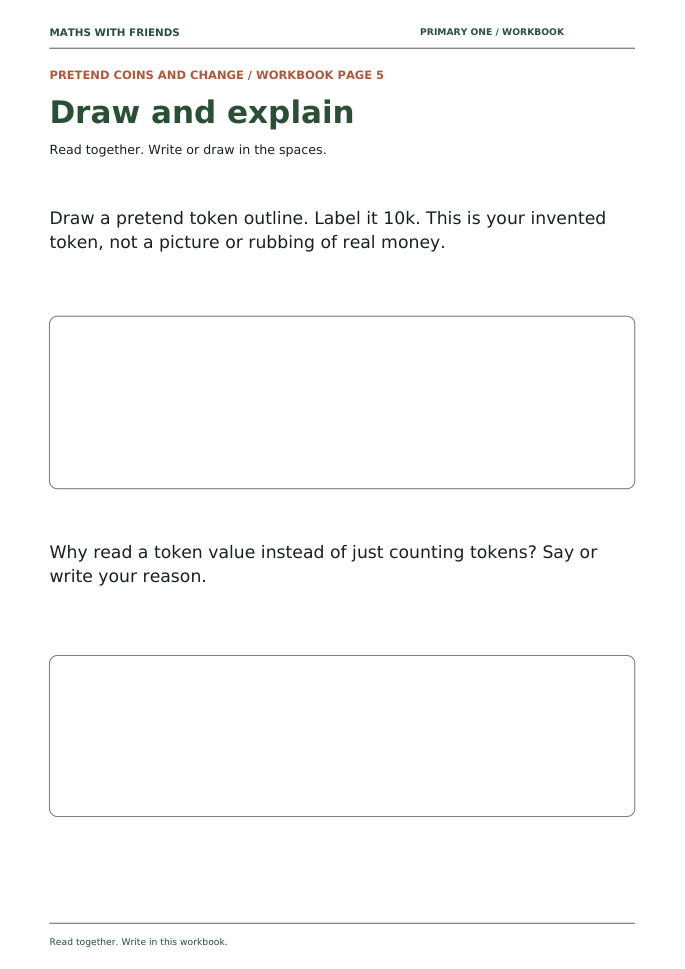 MATHS WITH FRIENDS
PRIMARY ONE / WORKBOOK
PRETEND COINS AND CHANGE / WORKBOOK PAGE 5
Draw and explain
Read together. Write or draw in the spaces.
Draw a pretend token outline. Label it 10k. This is your invented
token, not a picture or rubbing of real money.
Why read a token value instead of just counting tokens? Say or
write your reason.
Read together. Write in this workbook.